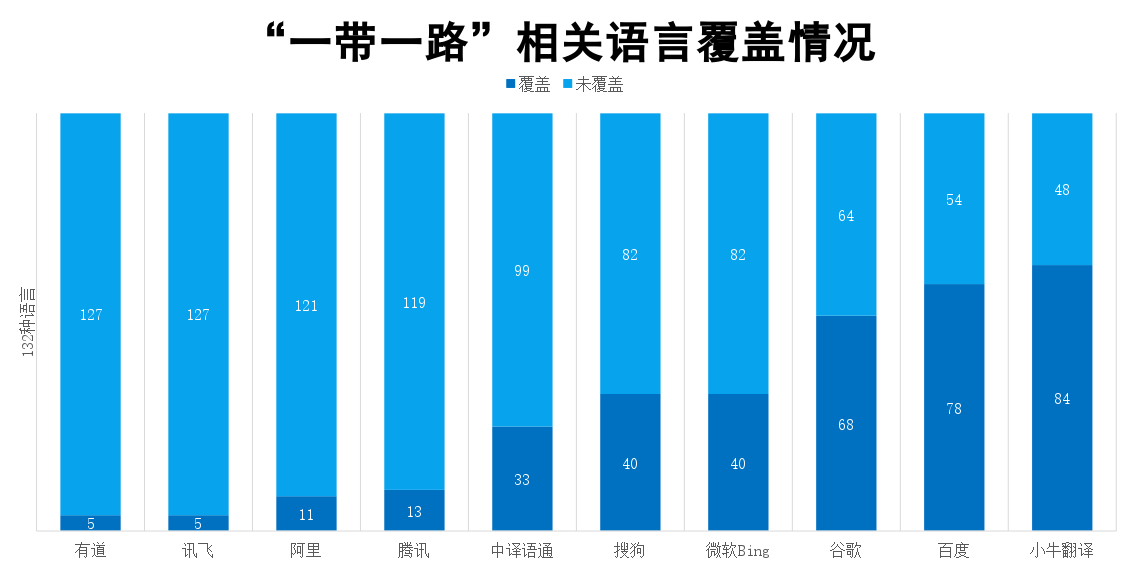 “一带一路”相关语言覆盖情况
覆盖 未覆盖
132种语言
127 127 121 119 99 82 82 64 54 48
5 5 11 13 33 40 40 68 78 84
有道 讯飞 阿里 腾讯 中译语通 搜狗 微软Bing 谷歌 百度 小牛翻译